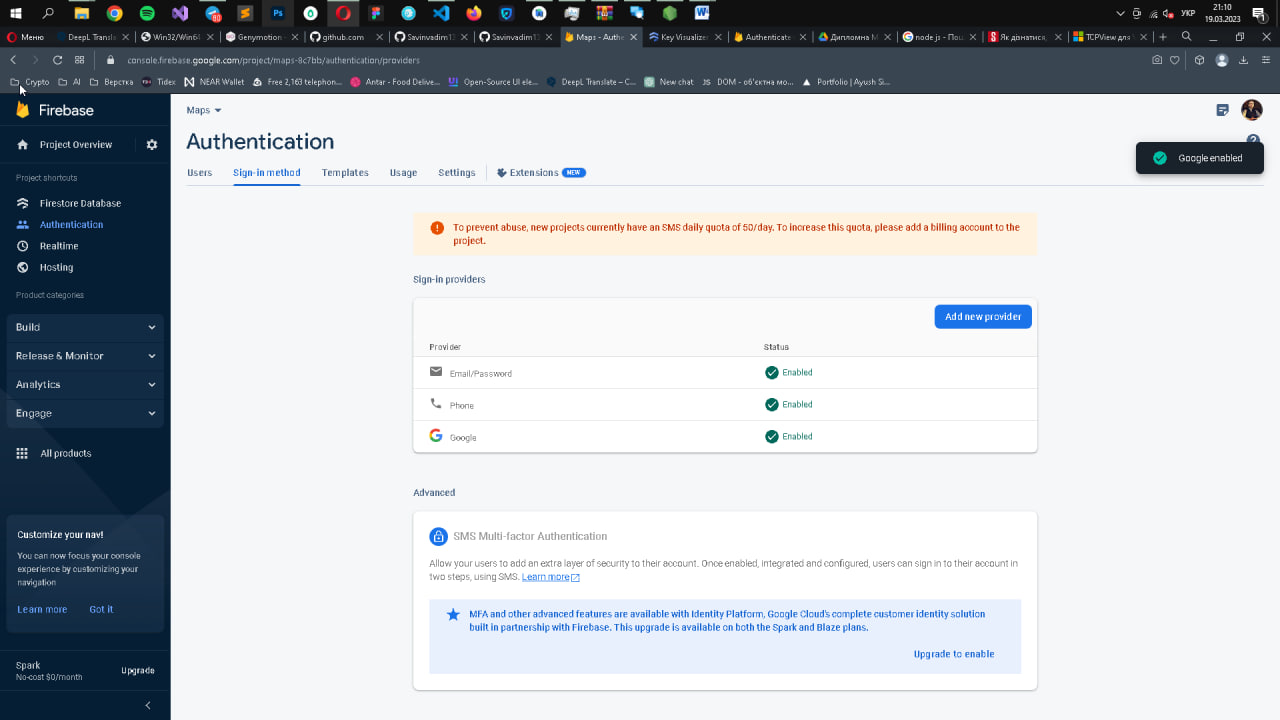 УКР
21:10
19.03.2023
Меню
DeepL Transla
Win32/Win64
Genymotion -
github.com
Savinvadim13
Savinvadim13
Maps - Authe
Key Visualizer
Authenticate
Дипломна М
node js - Пош
Як дізнатися,
TCPView для
console.firebase.google.com/project/maps-8c7bb/authentication/providers
Crypto
AI
Верстка
Tidex
NEAR Wallet
Free 2,163 telephon...
Antar - Food Delive...
Open-Source UI ele...
DeepL Translate – C...
New chat
JS
DOM - об'єктна мо...
Portfolio | Ayush Si...
Firebase
Maps
Project Overview
Authentication
Google enabled
Users
Sign-in method
Templates
Usage
Settings
Extensions
NEW
Project shortcuts
Firestore Database
Authentication
Realtime
Hosting
Product categories
Build
Release & Monitor
Analytics
Engage
All products
Customize your nav!
You can now focus your console
experience by customizing your
navigation
Learn more
Got it
Spark
No-cost $0/month
Upgrade
To prevent abuse, new projects currently have an SMS daily quota of 50/day. To increase this quota, please add a billing account to the
project.
Sign-in providers
Add new provider
Provider
Status
Email/Password
Enabled
Phone
Enabled
Google
Enabled
Advanced
SMS Multi-factor Authentication
Allow your users to add an extra layer of security to their account. Once enabled, integrated and configured, users can sign in to their account in
two steps, using SMS. Learn more
MFA and other advanced features are available with Identity Platform, Google Cloud's complete customer identity solution
built in partnership with Firebase. This upgrade is available on both the Spark and Blaze plans.
Upgrade to enable